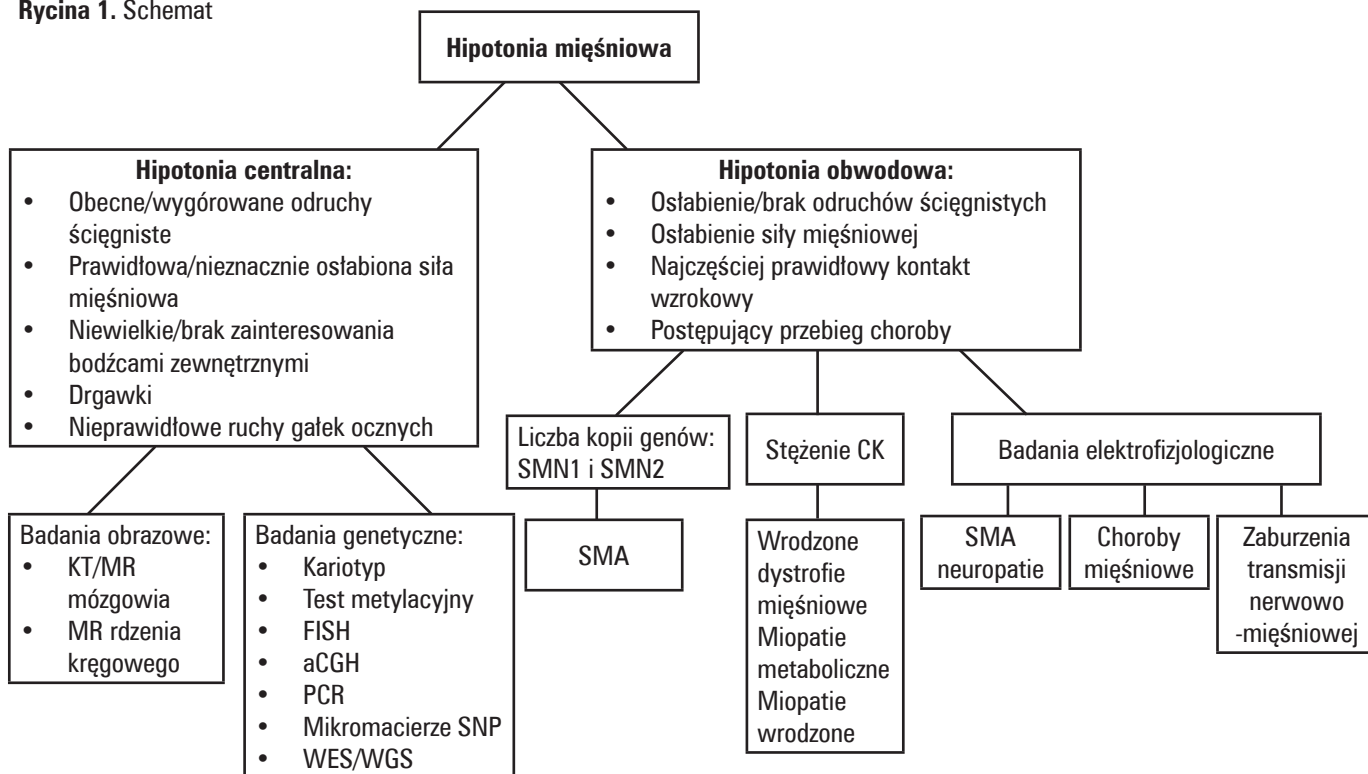 Rycina 1. Schemat
Hipotonia mięśniowa
Hipotonia centralna:
• Obecne/wygórowane odruchy
ścięgniste
• Prawidłowa/nieznacznie osłabiona siła
mięśniowa
• Niewielkie/brak zainteresowania
bodźcami zewnętrznymi
• Drgawki
• Nieprawidłowe ruchy gałek ocznych
Hipotonia obwodowa:
• Osłabienie/brak odruchów ścięgnistych
• Osłabienie siły mięśniowej
• Najczęściej prawidłowy kontakt
wzrokowy
• Postępujący przebieg choroby
Badania obrazowe:
• KT/MR
mózgowia
• MR rdzenia
kręgowego
Badania genetyczne:
• Kariotyp
• Test metylacyjny
• FISH
• aCGH
• PCR
• Mikromacierze SNP
• WES/WGS
Liczba kopii genów:
SMN1 i SMN2
SMA
Stężenie CK
Wrodzone
dystrofie
mięśniowe
Miopatie
metaboliczne
Miopatie
wrodzone
Badania elektrofizjologiczne
SMA
neuropatie
Choroby
mięśniowe
Zaburzenia
transmisji
nerwowo
-mięśniowej